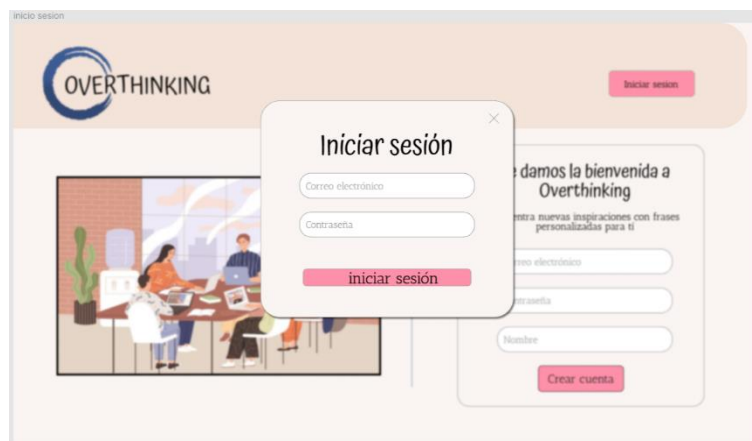 inicio sesion
OVERTHINKING
Iniciar sesion
Iniciar sesión
Correo electrónico
Contraseña
iniciar sesión
damos la bienvenida a
Overthinking
nuevas inspiraciones con frases
personalizadas para ti
electrónico
Nombre
Crear cuenta